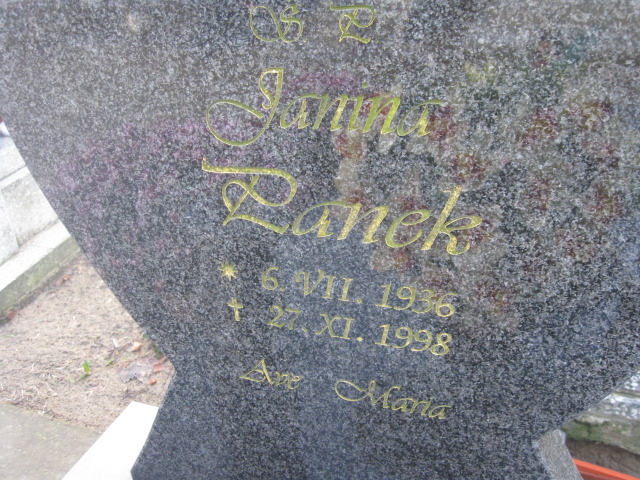 Ś P
Janina
Panek
* 6. VII. 1936
† 27. XI. 1998
Ave Maria